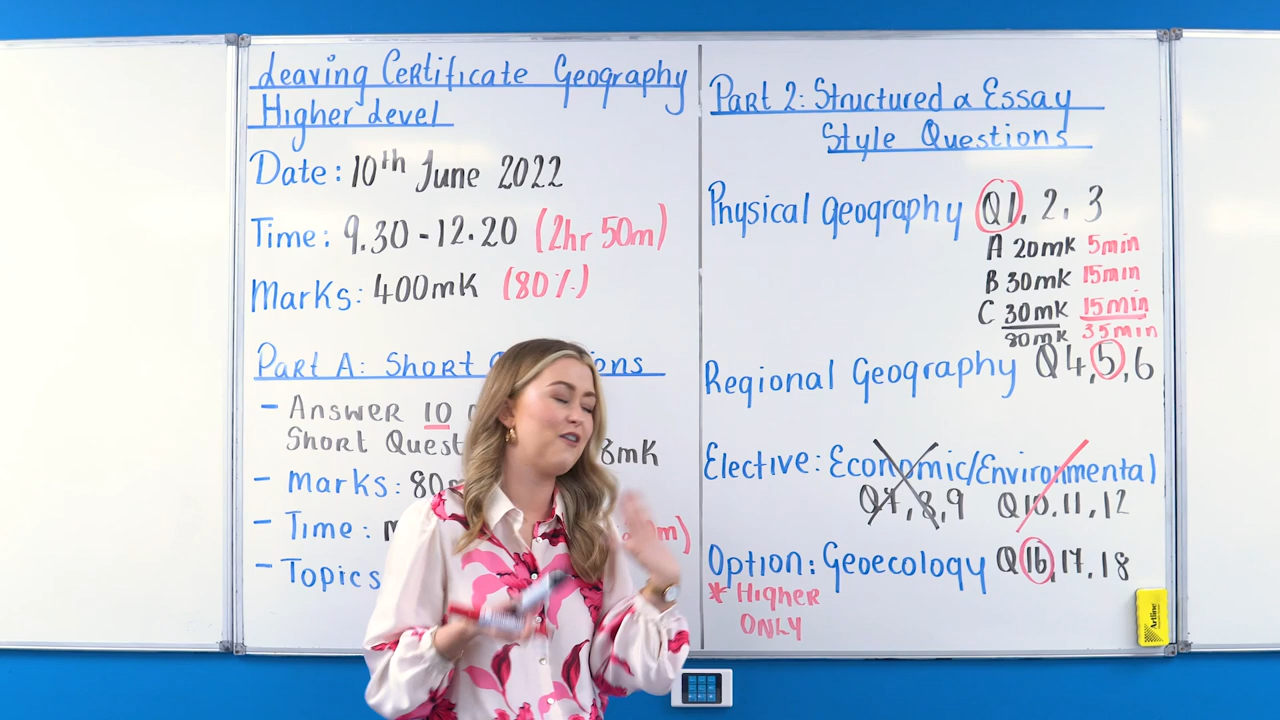 Leaving Certificate Geography
Higher Level
Date: 10th June 2022
Time: 9.30 - 12.20 (2hr 50m)
Marks: 400mk (80%)
Part A: Short
- Answer 10
Short 8mk
- Marks:
- Time: m)
- Topics
Part 2: Structured & Essay
Style Questions
Physical Geography Q1, 2, 3
A 20mk 5min
B 30mk 15min
C 30mk 15min
80mk 35min
Regional Geography Q4, 5, 6
Elective: Economic/Environmental
Q7, 8, 9 Q10, 11, 12
Option: Geoecology Q16, 17, 18
* Higher
ONLY
Artline